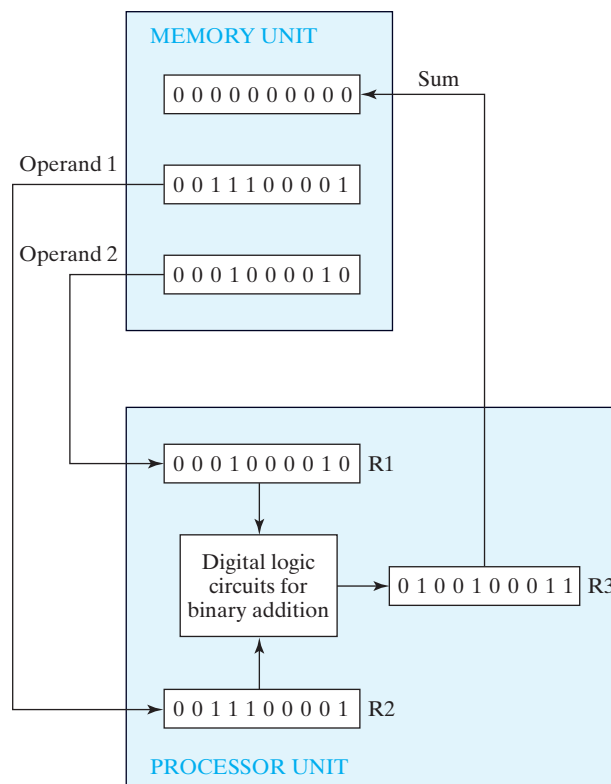 MEMORY UNIT
0 0 0 0 0 0 0 0 0 0
Sum
Operand 1
0 0 1 1 1 0 0 0 0 1
Operand 2
0 0 0 1 0 0 0 0 1 0
0 0 0 1 0 0 0 0 1 0 R1
Digital logic
circuits for
binary addition
0 1 0 0 1 0 0 0 1 1 R3
0 0 1 1 1 0 0 0 0 1 R2
PROCESSOR UNIT